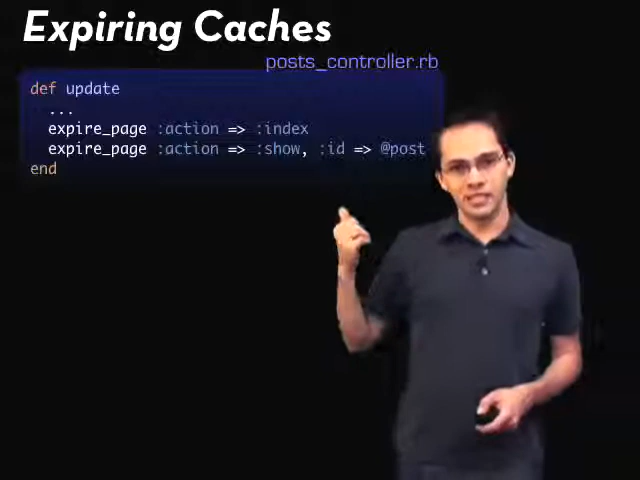 Expiring Caches
posts_controller.rb
def update
...
expire_page :action => :index
expire_page :action => :show, :id => @post
end